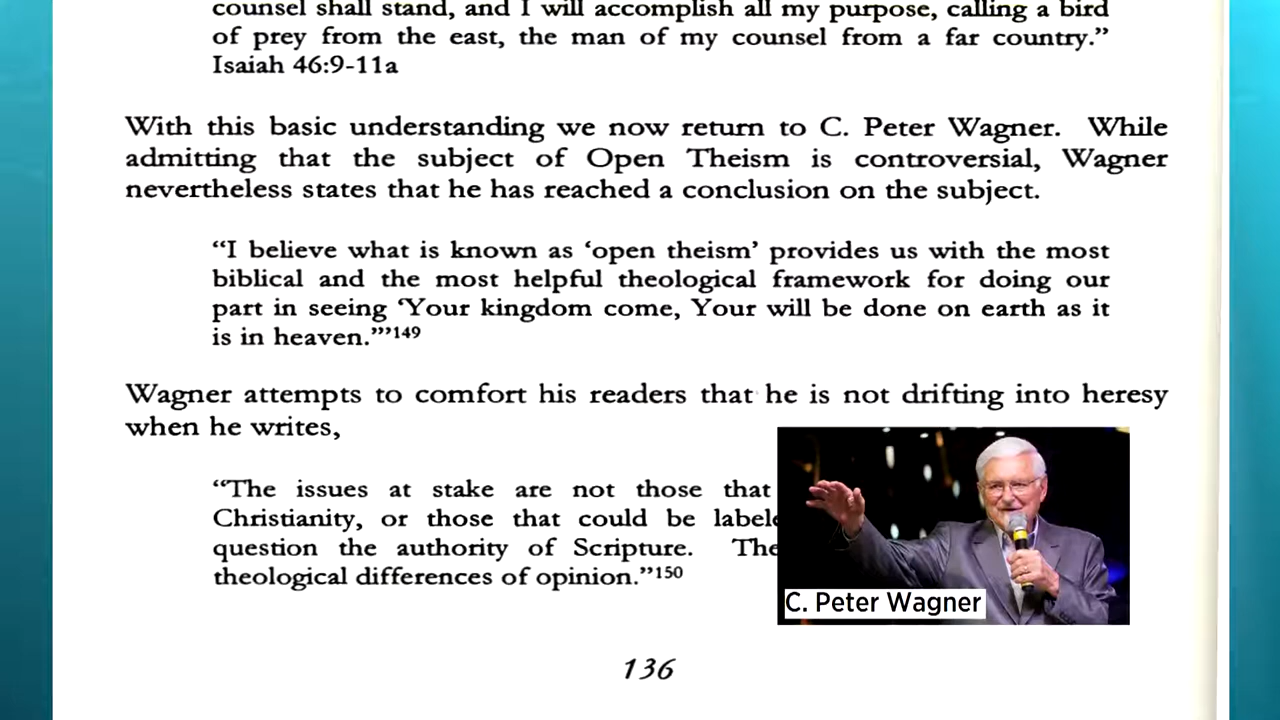 counsel shall stand, and I will accomplish all my purpose, calling a bird
of prey from the east, the man of my counsel from a far country.”
Isaiah 46:9-11a
With this basic understanding we now return to C. Peter Wagner. While
admitting that the subject of Open Theism is controversial, Wagner
nevertheless states that he has reached a conclusion on the subject.
“I believe what is known as ‘open theism’ provides us with the most
biblical and the most helpful theological framework for doing our
part in seeing ‘Your kingdom come, Your will be done on earth as it
is in heaven.’”149
Wagner attempts to comfort his readers that he is not drifting into heresy
when he writes,
“The issues at stake are not those that
Christianity, or those that could be
question the authority of Scripture.
theological differences of opinion.”150
C. Peter Wagner
136